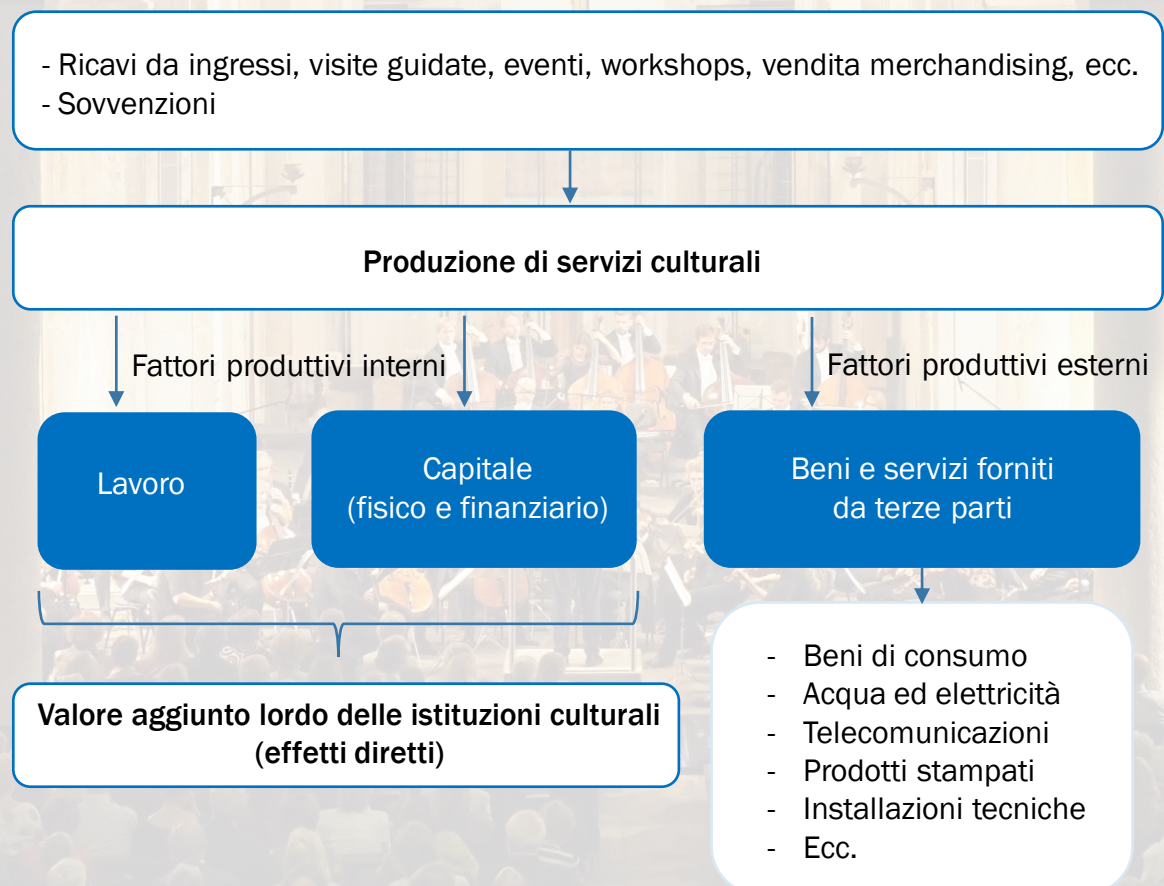 - Ricavi da ingressi, visite guidate, eventi, workshops, vendita merchandising, ecc.
- Sovvenzioni
Produzione di servizi culturali
Fattori produttivi interni
Fattori produttivi esterni
Lavoro
Capitale
(fisico e finanziario)
Beni e servizi forniti
da terze parti
Valore aggiunto lordo delle istituzioni culturali
(effetti diretti)
- Beni di consumo
- Acqua ed elettricità
- Telecomunicazioni
- Prodotti stampati
- Installazioni tecniche
- Ecc.